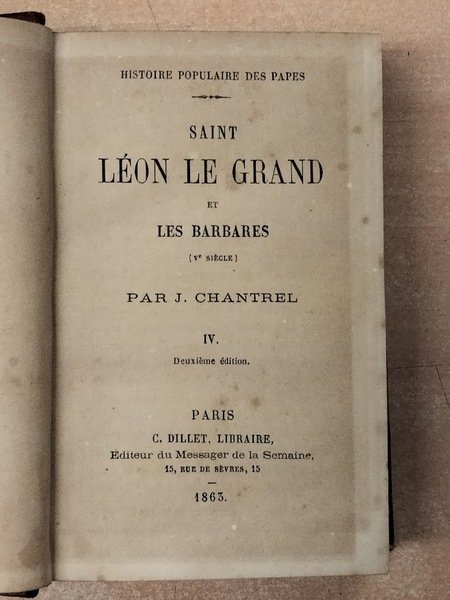 HISTOIRE POPULAIRE DES PAPES
SAINT
LÉON LE GRAND
ET
LES BARBARES
(Vᵉ SIÈCLE)
PAR J. CHANTREL
IV.
Deuxième édition.
PARIS
C. DILLET, LIBRAIRE,
Editeur du Messager de la Semaine,
15, RUE DE SÈVRES, 15
1863.